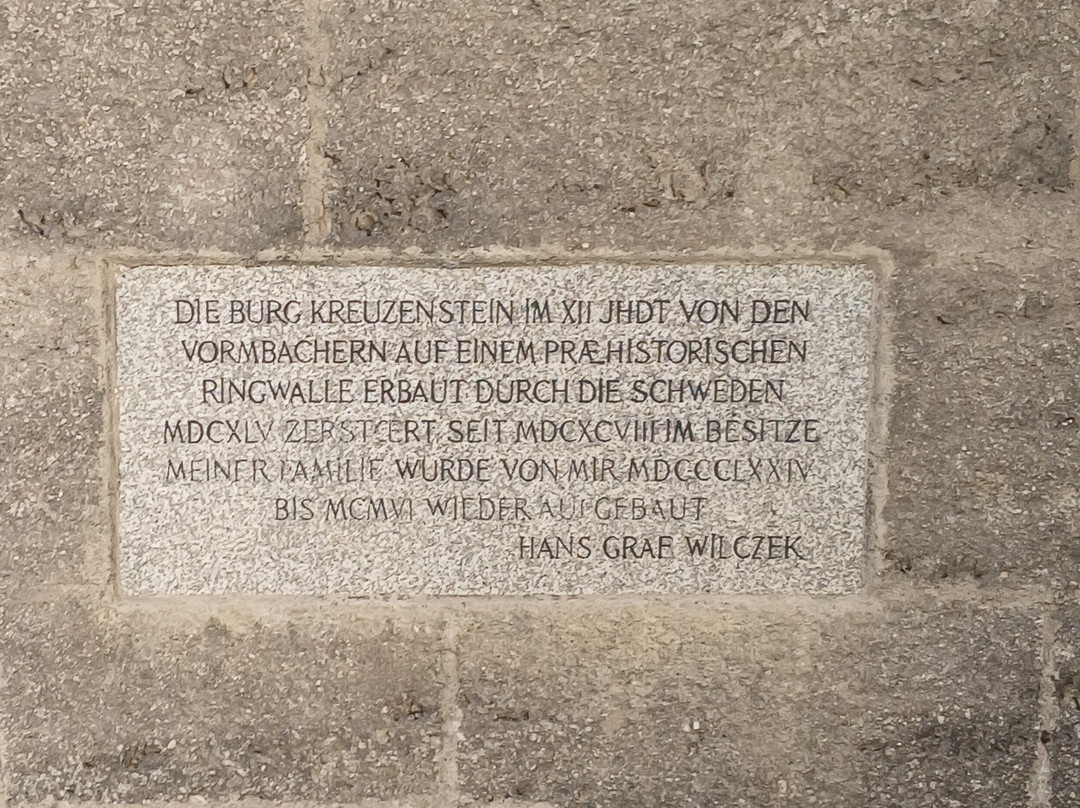 DIE BURG KREUZENSTEIN IM XII JHDT VON DEN
VORMBACHERN AUF EINEM PRÆHISTORISCHEN
RINGWALLE ERBAUT DURCH DIE SCHWEDEN
MDCXLV ZERSTŒRT, SEIT MDCXCVIII IM BESITZE
MEINER FAMILIE WURDE VON MIR MDCCCLXXIV
BIS MCMVI WIEDER AUFGEBAUT
HANS GRAF WILCZEK